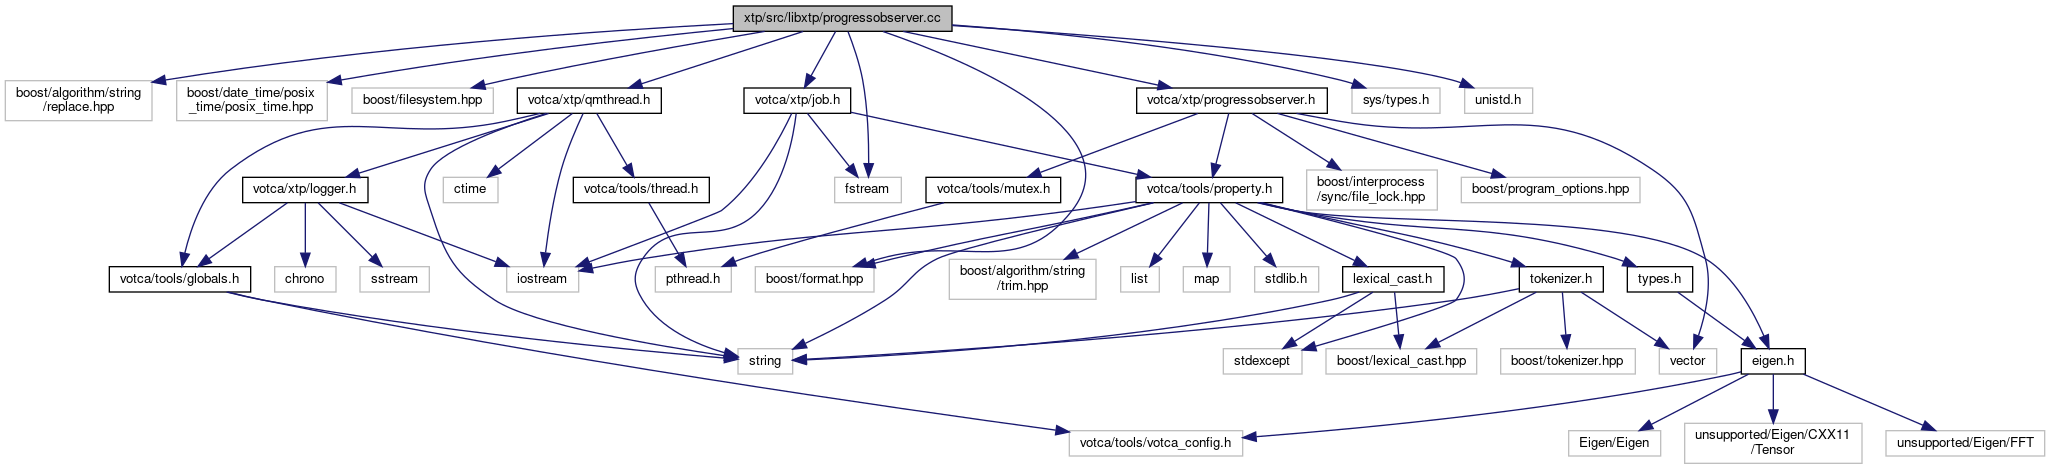 xtp/src/libxtp/progressobserver.cc
boost/algorithm/string
/replace.hpp
boost/date_time/posix
_time/posix_time.hpp
boost/filesystem.hpp
votca/xtp/qmthread.h
votca/xtp/job.h
votca/xtp/progressobserver.h
sys/types.h
unistd.h
votca/xtp/logger.h
ctime
votca/tools/thread.h
fstream
votca/tools/mutex.h
votca/tools/property.h
boost/interprocess
/sync/file_lock.hpp
boost/program_options.hpp
votca/tools/globals.h
chrono
sstream
iostream
pthread.h
boost/format.hpp
boost/algorithm/string
/trim.hpp
list
map
stdlib.h
lexical_cast.h
tokenizer.h
types.h
string
stdexcept
boost/lexical_cast.hpp
boost/tokenizer.hpp
vector
eigen.h
votca/tools/votca_config.h
Eigen/Eigen
unsupported/Eigen/CXX11
/Tensor
unsupported/Eigen/FFT